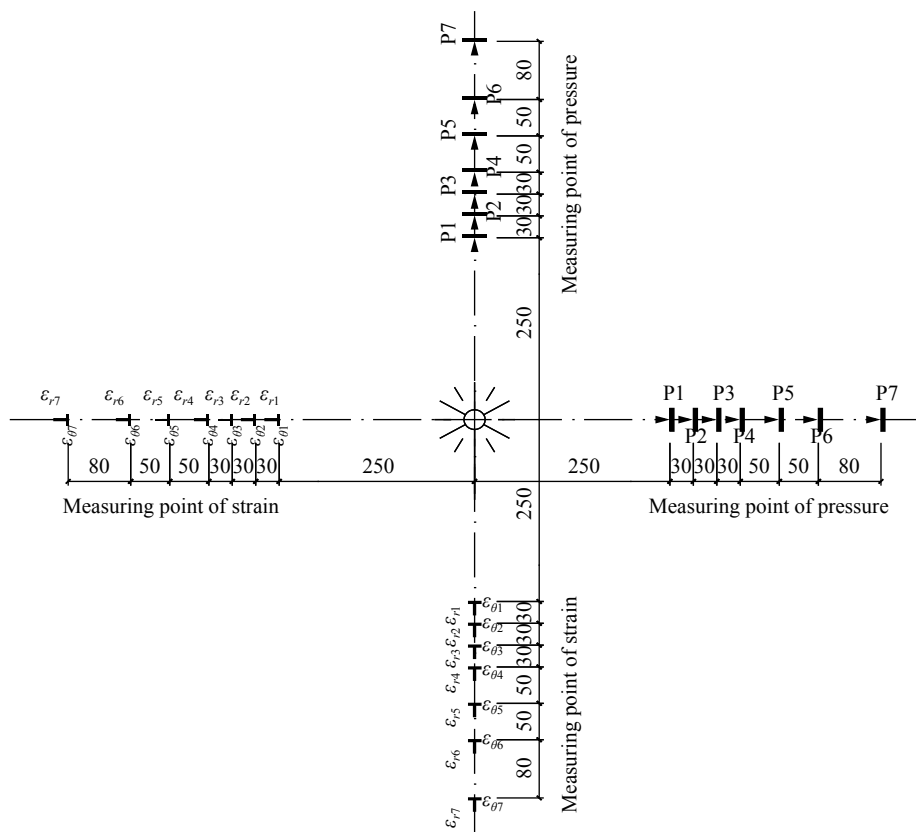 P7
80
P6
50
P5
50
P4
30
P3
30
P2
30
P1
Measuring point of pressure
250
εr7 εr6 εr5 εr4 εr3 εr2 εr1
εθ7 εθ6 εθ5 εθ4 εθ3 εθ2 εθ1
80 50 50 30 30 30 250
Measuring point of strain
P1 P3 P5 P7
P2 P4 P6
250 30 30 30 50 50 80
Measuring point of pressure
250
εr1 εθ1
30
εr2 εθ2
30
εr3 εθ3
30
εr4 εθ4
50
εr5 εθ5
50
εr6 εθ6
80
εr7 εθ7
Measuring point of strain